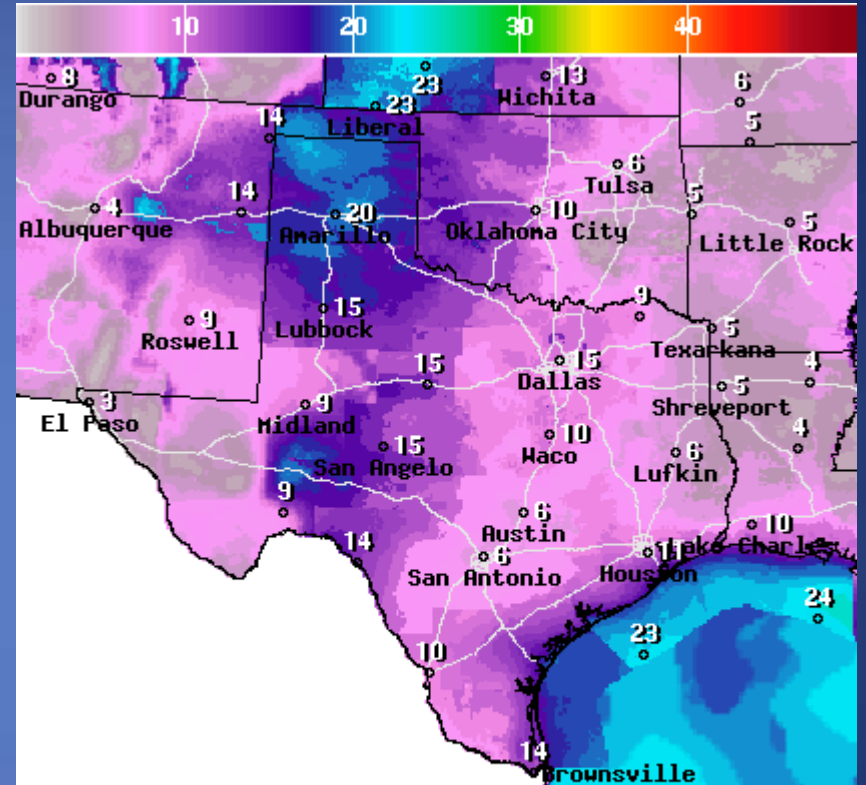 10 20 30 40
8
Durango
23
13
Wichita
6
23
Liberal
14
5
6
Tulsa
4
Albuquerque
14
20
Amarillo
10
Oklahoma City
5
5
Little Rock
9
Roswell
15
Lubbock
9
5
Texarkana
15
15
Dallas
4
5
Shreveport
3
El Paso
9
Midland
15
San Angelo
10
Waco
6
Lufkin
4
9
6
Austin
10
Lake Charles
14
6
San Antonio
11
Houston
24
23
10
14
Brownsville